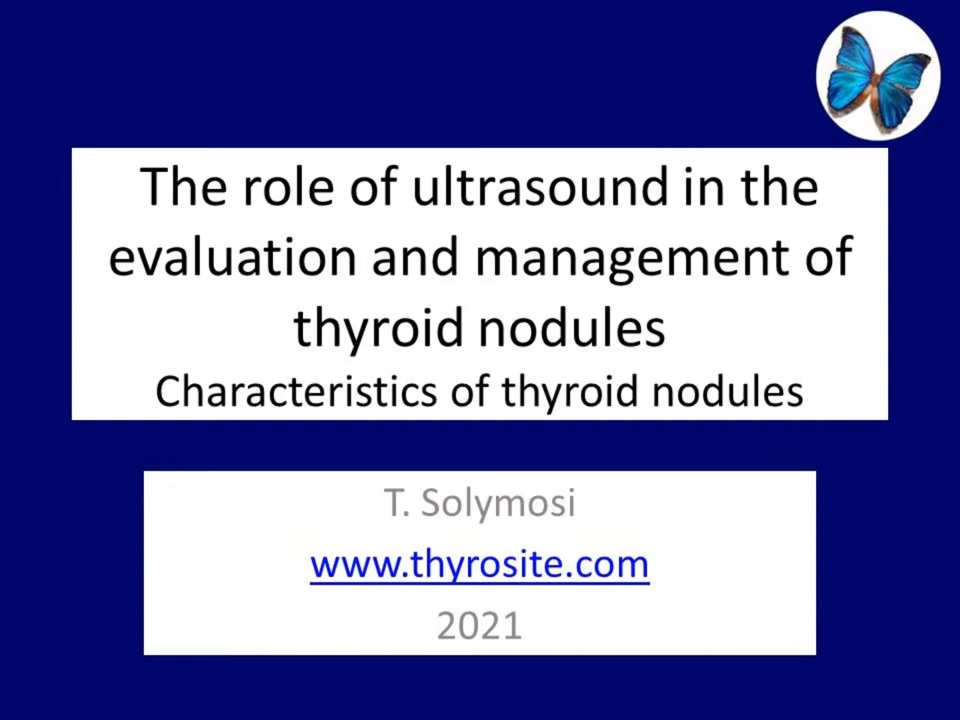 The role of ultrasound in the
evaluation and management of
thyroid nodules
Characteristics of thyroid nodules
T. Solymosi
www.thyrosite.com
2021